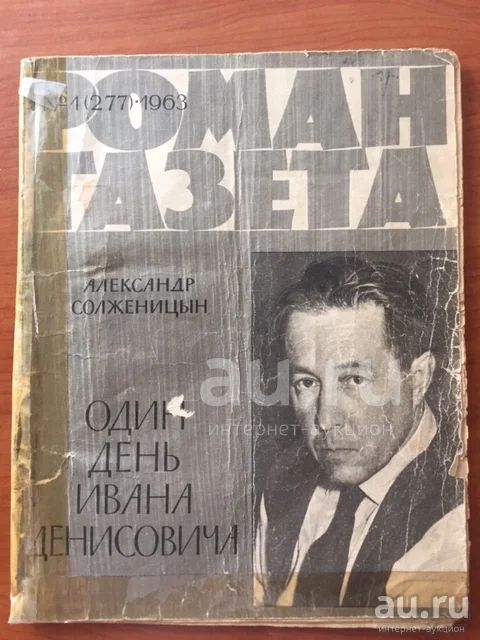 №1(277)·1963
РОМАН
ГАЗЕТА
АЛЕКСАНДР
СОЛЖЕНИЦЫН
ОДИН
ДЕНЬ
ИВАНА
ДЕНИСОВИЧА
au.ru
интернет-аукцион
au.ru
интернет-аукцион